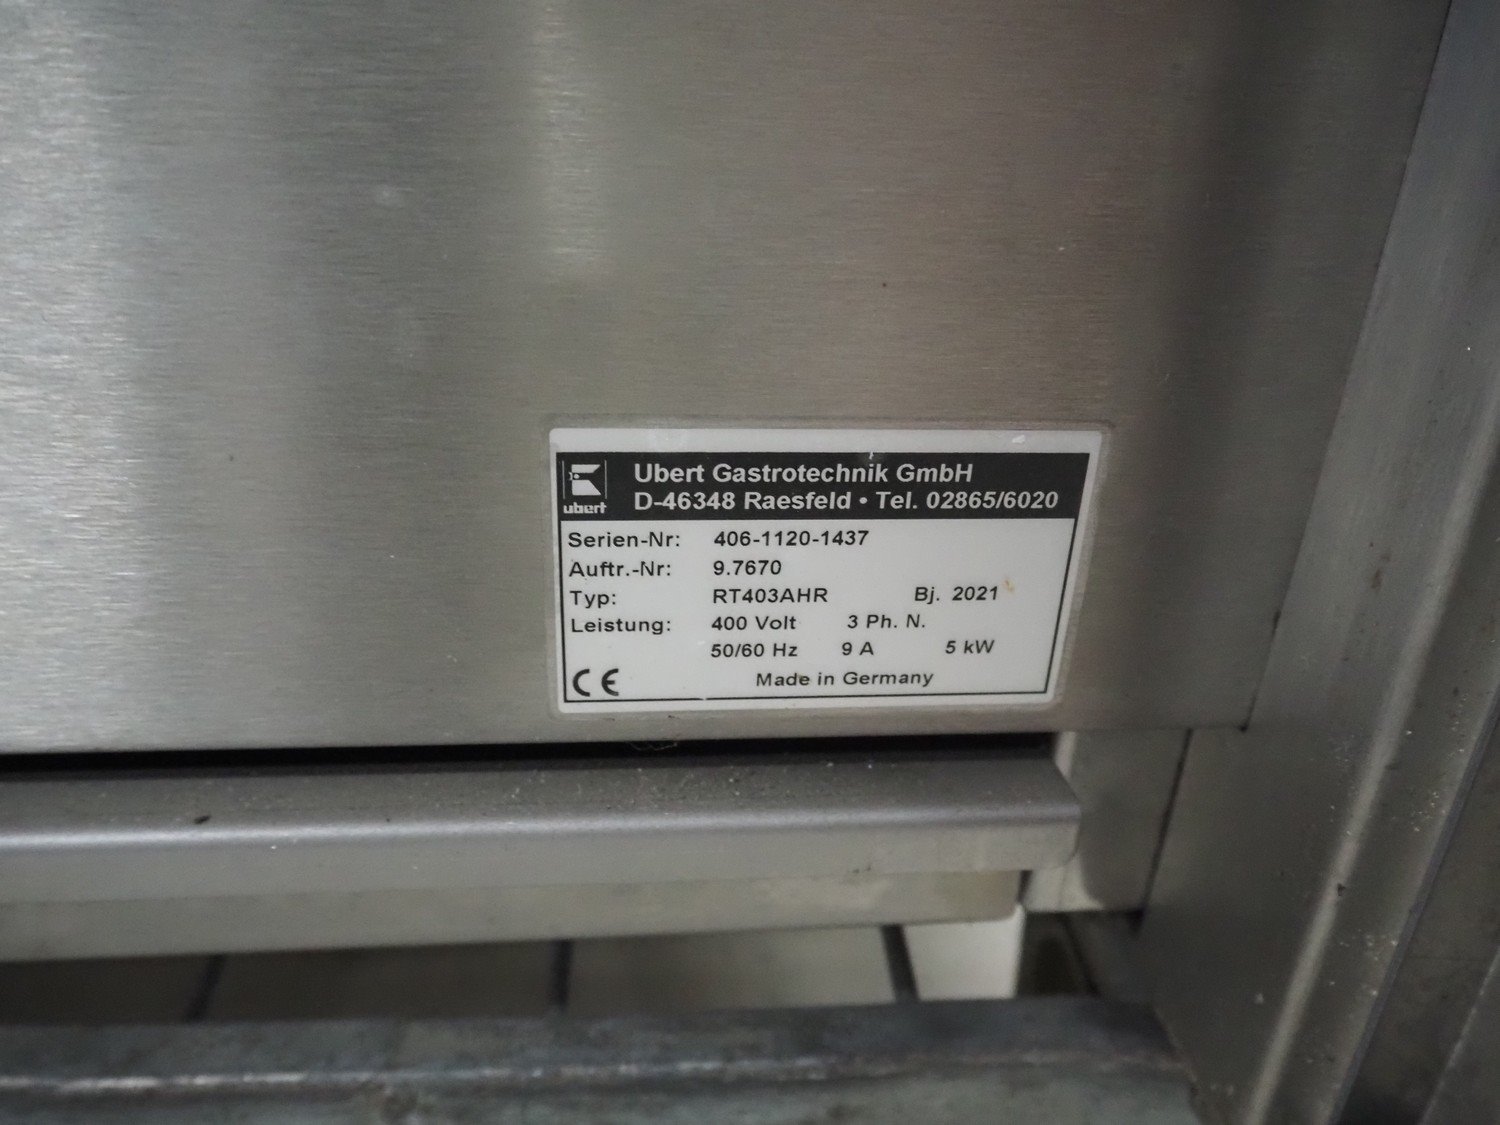 ubert
Ubert Gastrotechnik GmbH
D-46348 Raesfeld • Tel. 02865/6020
Serien-Nr: 406-1120-1437
Auftr.-Nr: 9.7670
Typ: RT403AHR Bj. 2021
Leistung: 400 Volt 3 Ph. N.
50/60 Hz 9 A 5 kW
CE Made in Germany